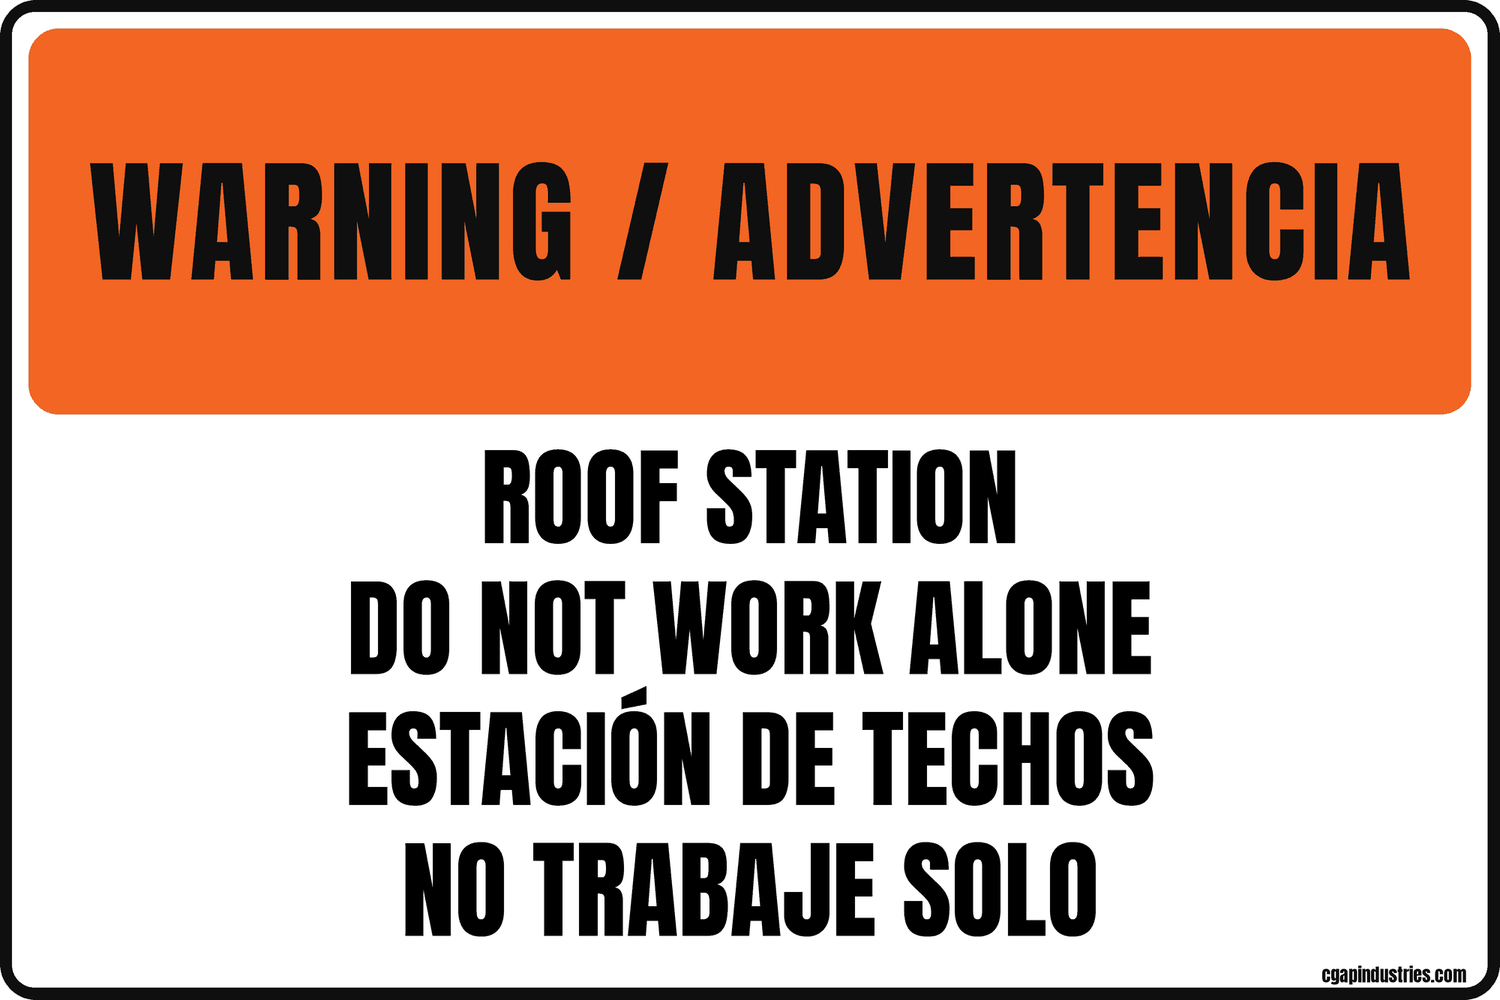 WARNING / ADVERTENCIA
ROOF STATION
DO NOT WORK ALONE
ESTACIÓN DE TECHOS
NO TRABAJE SOLO
cgapindustries.com